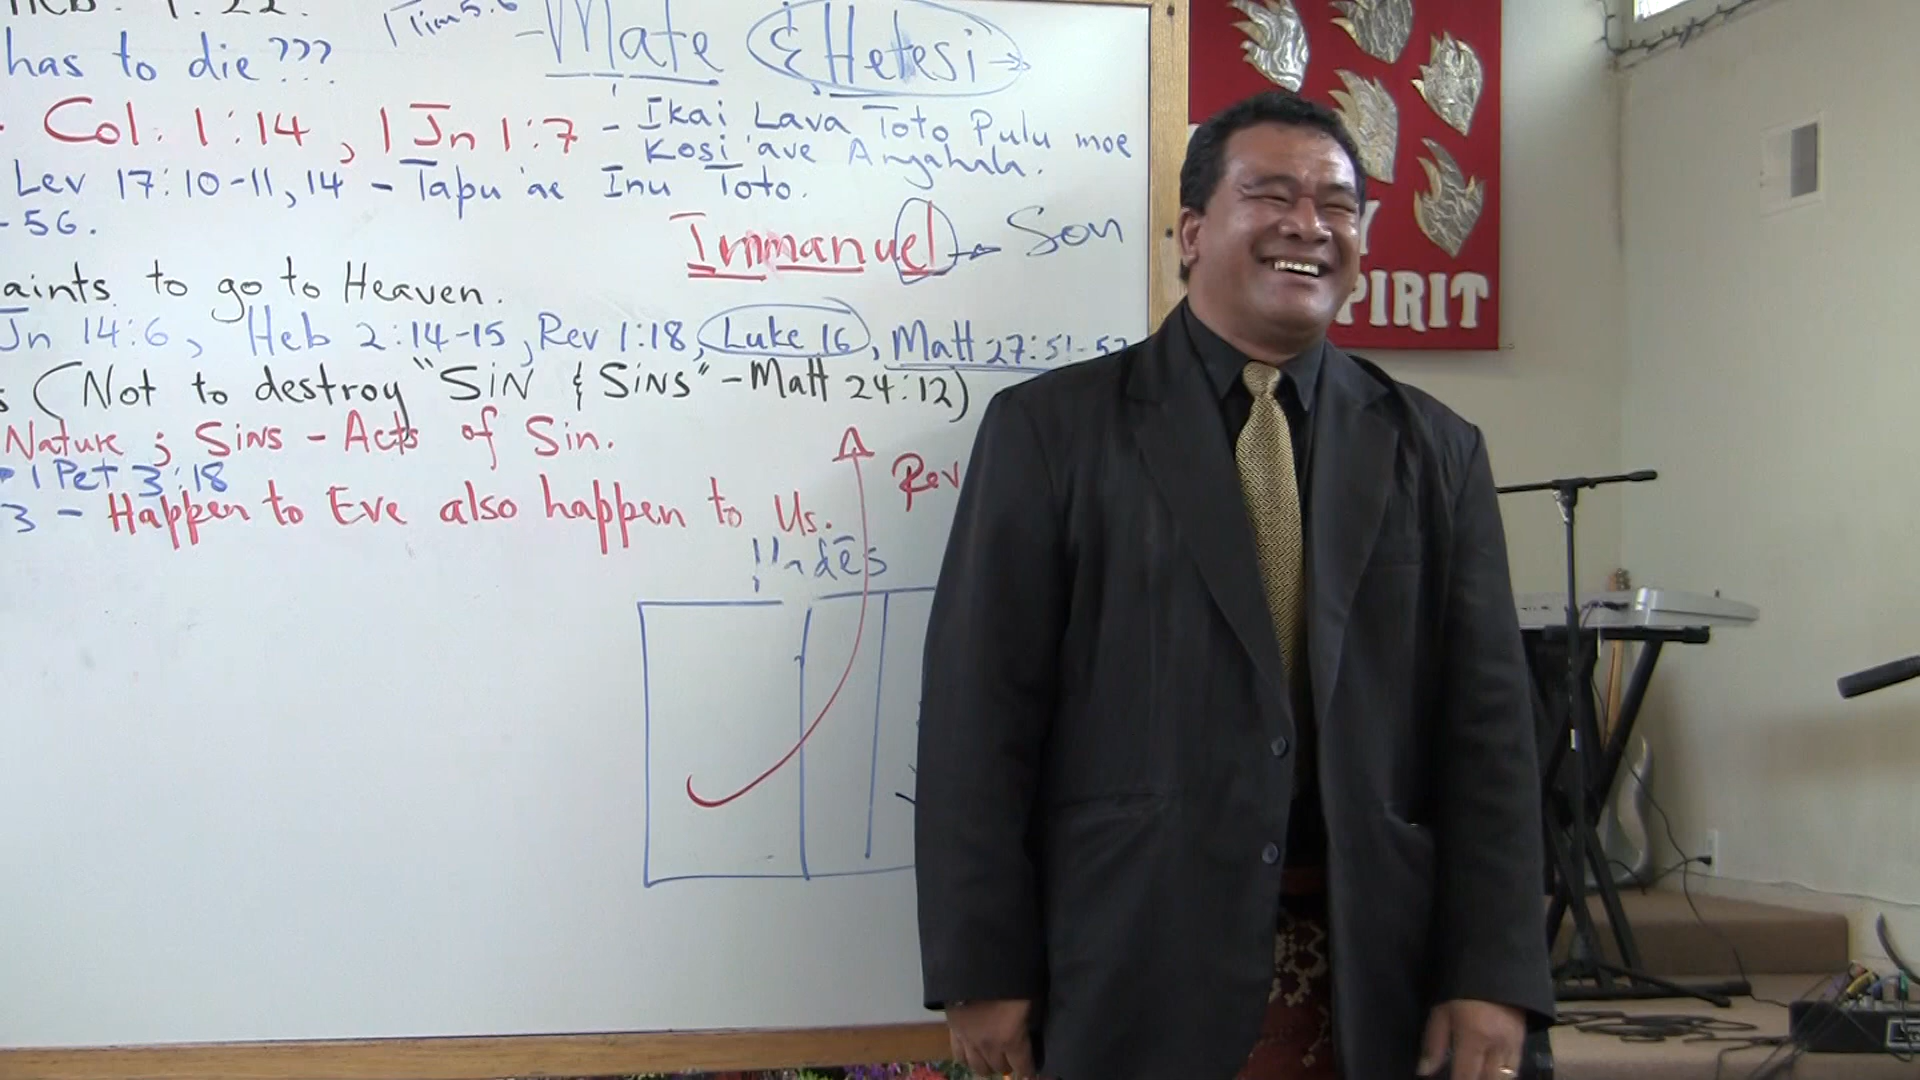 Heb. 9:22.
1 Tim 5:6
has to die ???
- Mate & Hetesi →
Col. 1:14, 1 Jn 1:7 - Ikai Lava Toto Pulu moe
Kosi 'ave Angahala.
Lev 17:10-11, 14 - Tapu 'ae Inu Toto.
-56.
Immanuel → Son
aints to go to Heaven.
Jn 14:6, Heb 2:14-15, Rev 1:18, Luke 16, Matt 27:51-
s (Not to destroy "SIN & SINS" - Matt 24:12)
Nature ; Sins - Acts of Sin.
1 Pet 3:18
Rev
3 - Happen to Eve also happen to Us.
PIRIT